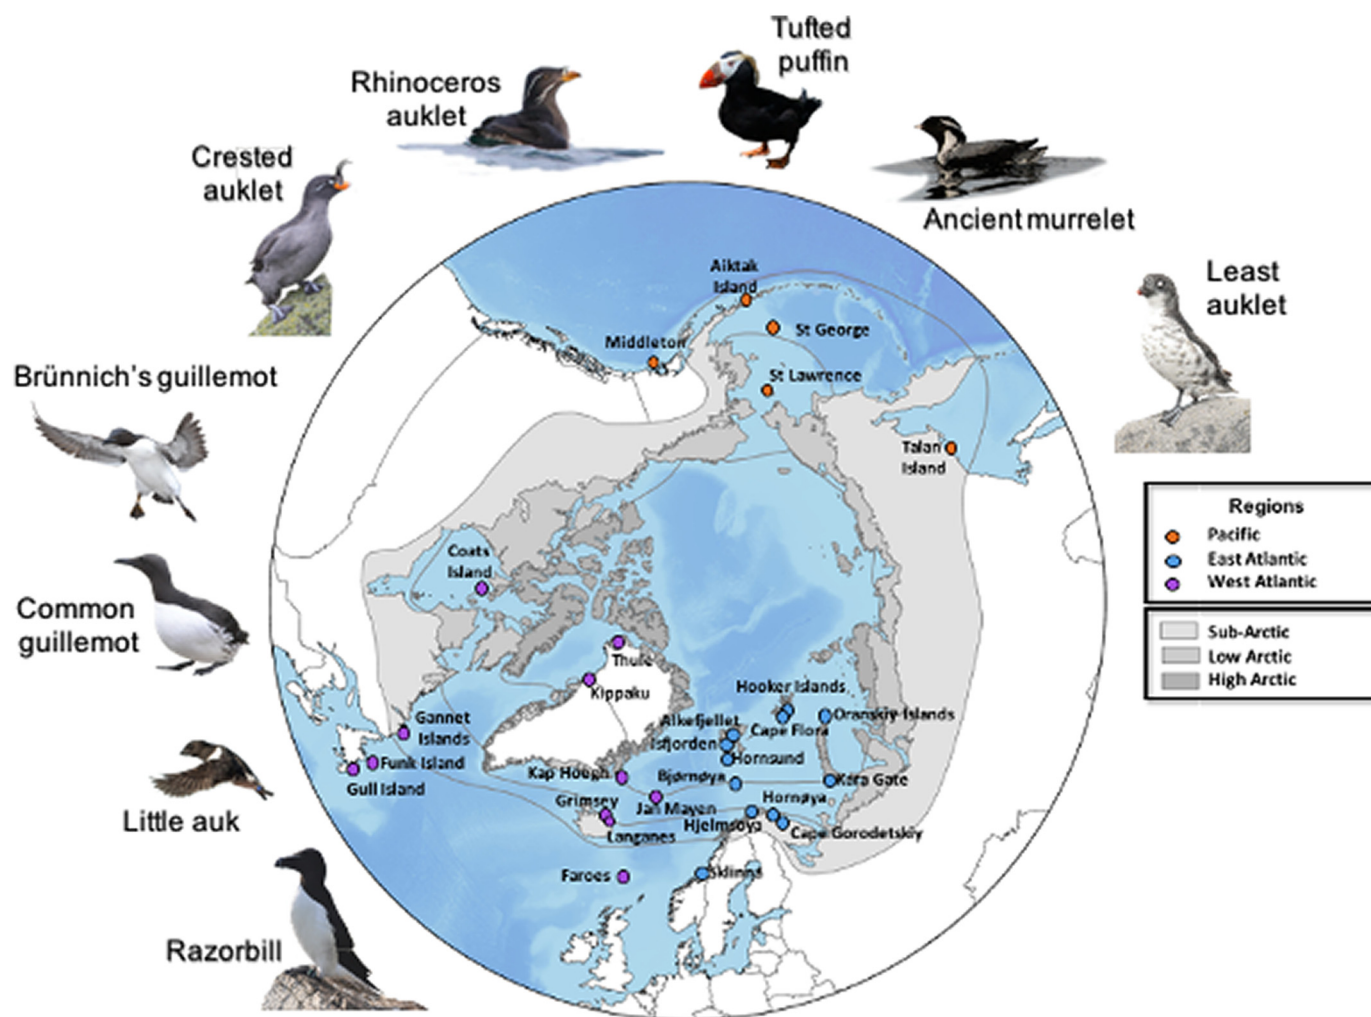 Tufted
puffin
Rhinoceros
auklet
Crested
auklet
Ancient murrelet
Least
auklet
Brünnich's guillemot
Common
guillemot
Little auk
Razorbill
Aiktak
Island
St George
Middleton
St Lawrence
Talan
Island
Coats
Island
Thule
Kippaku
Gannet
Islands
Funk Island
Gull Island
Hooker Islands
Oranskiy Islands
Alkefjellet
Cape Flora
Isfjorden
Hornsund
Kap Höegh
Bjørnøya
Kara Gate
Grimsey
Jan Mayen
Hornøya
Langanes
Hjelmsøya
Cape Gorodetskiy
Faroes
Sklinna
Regions
Pacific
East Atlantic
West Atlantic
Sub-Arctic
Low Arctic
High Arctic